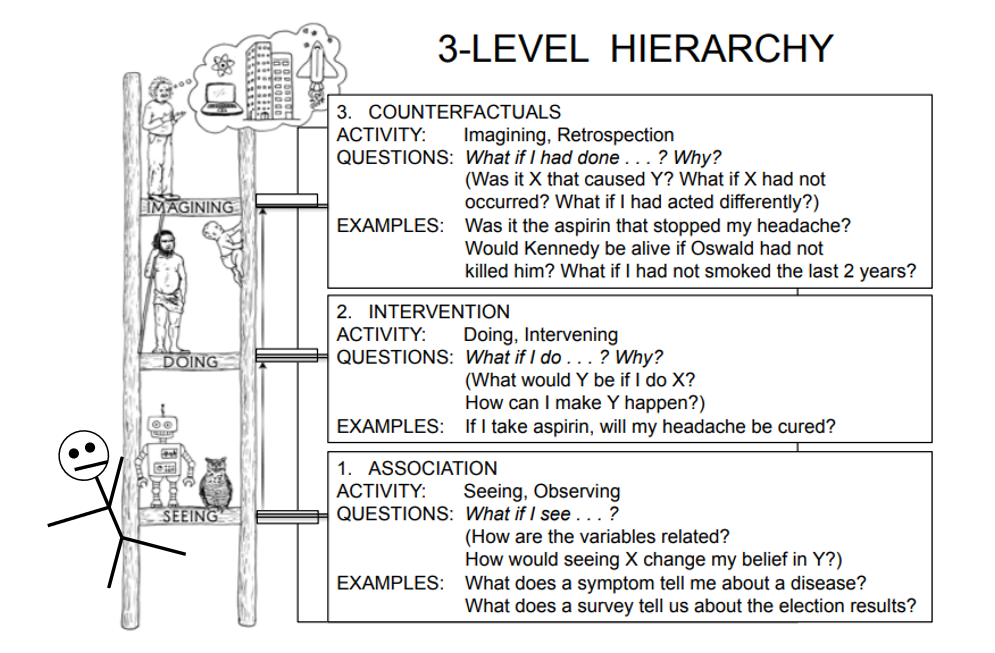 3-LEVEL HIERARCHY
3. COUNTERFACTUALS
ACTIVITY: Imagining, Retrospection
QUESTIONS: What if I had done . . . ? Why?
(Was it X that caused Y? What if X had not
occurred? What if I had acted differently?)
EXAMPLES: Was it the aspirin that stopped my headache?
Would Kennedy be alive if Oswald had not
killed him? What if I had not smoked the last 2 years?
IMAGINING
2. INTERVENTION
ACTIVITY: Doing, Intervening
QUESTIONS: What if I do . . . ? Why?
(What would Y be if I do X?
How can I make Y happen?)
EXAMPLES: If I take aspirin, will my headache be cured?
DOING
1. ASSOCIATION
ACTIVITY: Seeing, Observing
QUESTIONS: What if I see . . . ?
(How are the variables related?
How would seeing X change my belief in Y?)
EXAMPLES: What does a symptom tell me about a disease?
What does a survey tell us about the election results?
SEEING